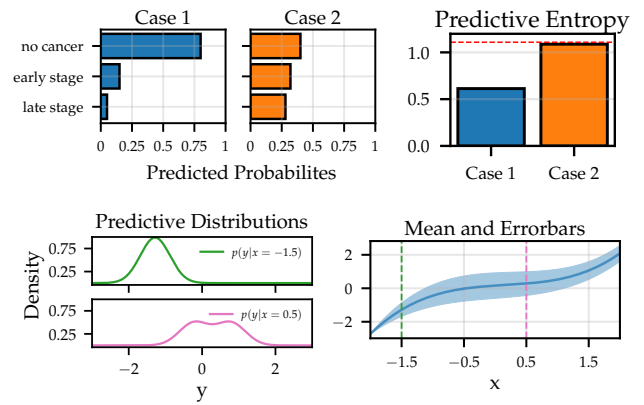 Case 1
Case 2
no cancer
early stage
late stage
0 0.25 0.5 0.75 1
0 0.25 0.5 0.75 1
Predicted Probabilites
Predictive Entropy
1.0
0.5
0.0
Case 1 Case 2
Predictive Distributions
Density
0.75
0.25
p(y|x = −1.5)
0.75
0.25
p(y|x = 0.5)
−2 0 2
y
Mean and Errorbars
2
0
−2
−1.5 −0.5 0.5 1.5
x